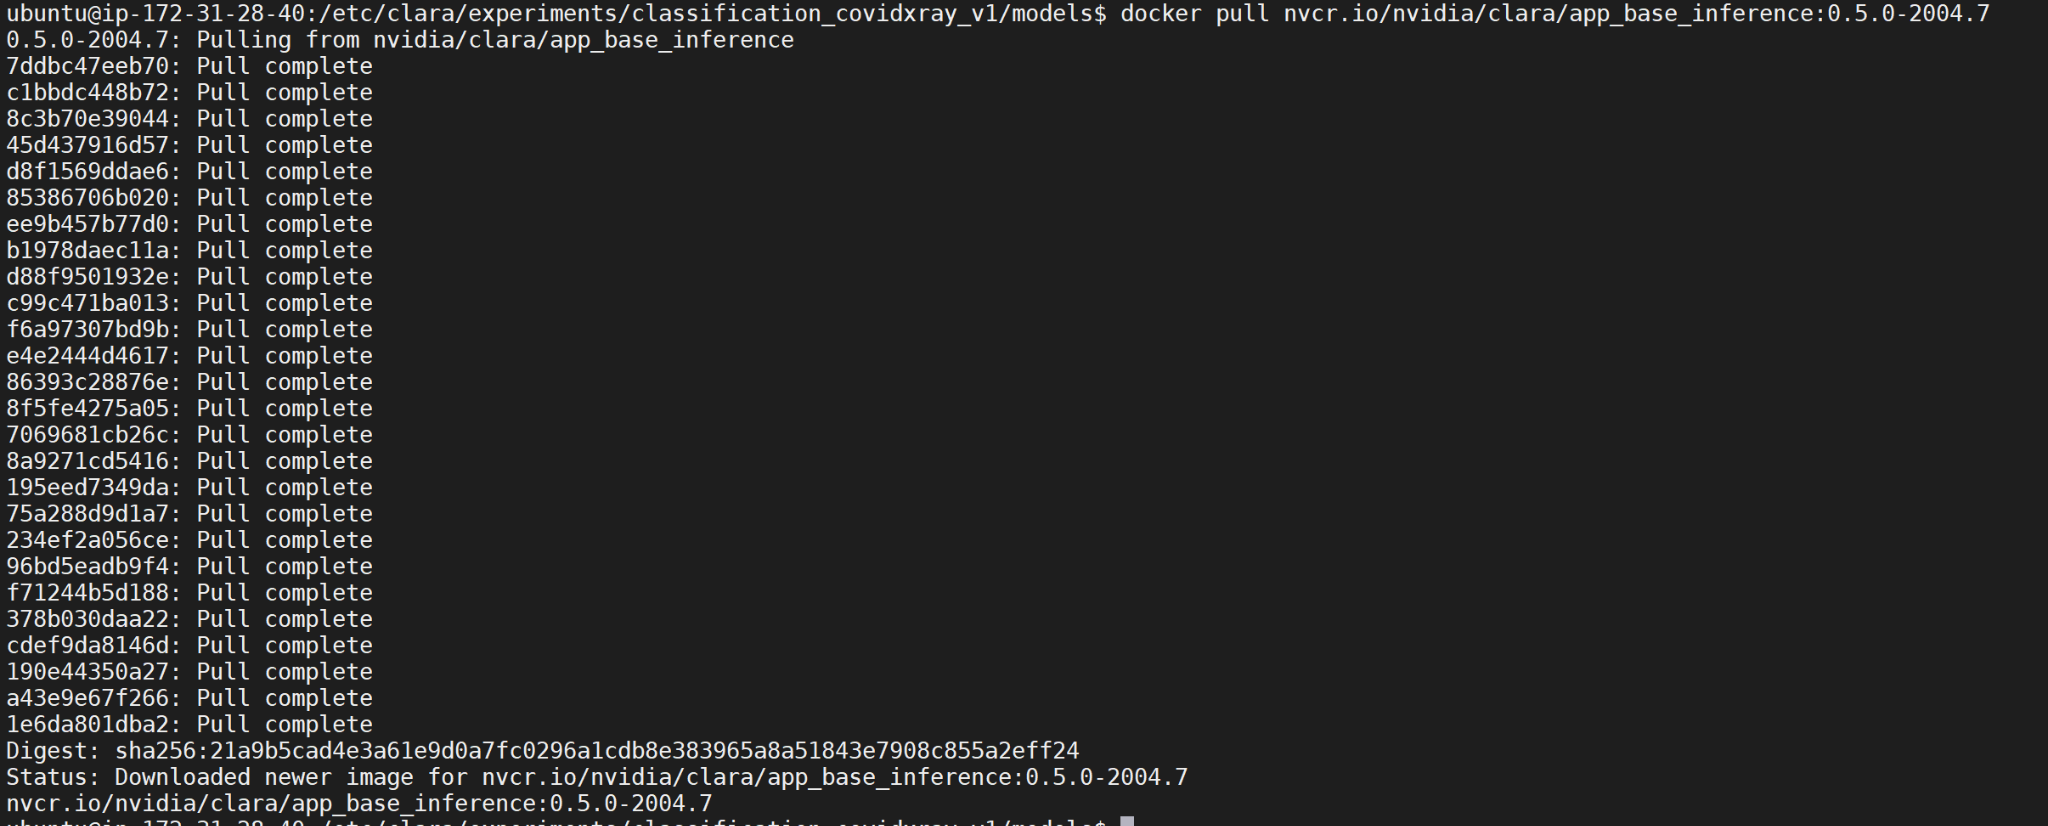 ubuntu@ip-172-31-28-40:/etc/clara/experiments/classification_covidxray_v1/models$ docker pull nvcr.io/nvidia/clara/app_base_inference:0.5.0-2004.7
0.5.0-2004.7: Pulling from nvidia/clara/app_base_inference
7ddbc47eeb70: Pull complete
c1bbdc448b72: Pull complete
8c3b70e39044: Pull complete
45d437916d57: Pull complete
d8f1569ddae6: Pull complete
85386706b020: Pull complete
ee9b457b77d0: Pull complete
b1978daec11a: Pull complete
d88f9501932e: Pull complete
c99c471ba013: Pull complete
f6a97307bd9b: Pull complete
e4e2444d4617: Pull complete
86393c28876e: Pull complete
8f5fe4275a05: Pull complete
7069681cb26c: Pull complete
8a9271cd5416: Pull complete
195eed7349da: Pull complete
75a288d9d1a7: Pull complete
234ef2a056ce: Pull complete
96bd5eadb9f4: Pull complete
f71244b5d188: Pull complete
378b030daa22: Pull complete
cdef9da8146d: Pull complete
190e44350a27: Pull complete
a43e9e67f266: Pull complete
1e6da801dba2: Pull complete
Digest: sha256:21a9b5cad4e3a61e9d0a7fc0296a1cdb8e383965a8a51843e7908c855a2eff24
Status: Downloaded newer image for nvcr.io/nvidia/clara/app_base_inference:0.5.0-2004.7
nvcr.io/nvidia/clara/app_base_inference:0.5.0-2004.7
ubuntu@ip-172-31-28-40:/etc/clara/experiments/classification_covidxray_v1/models$